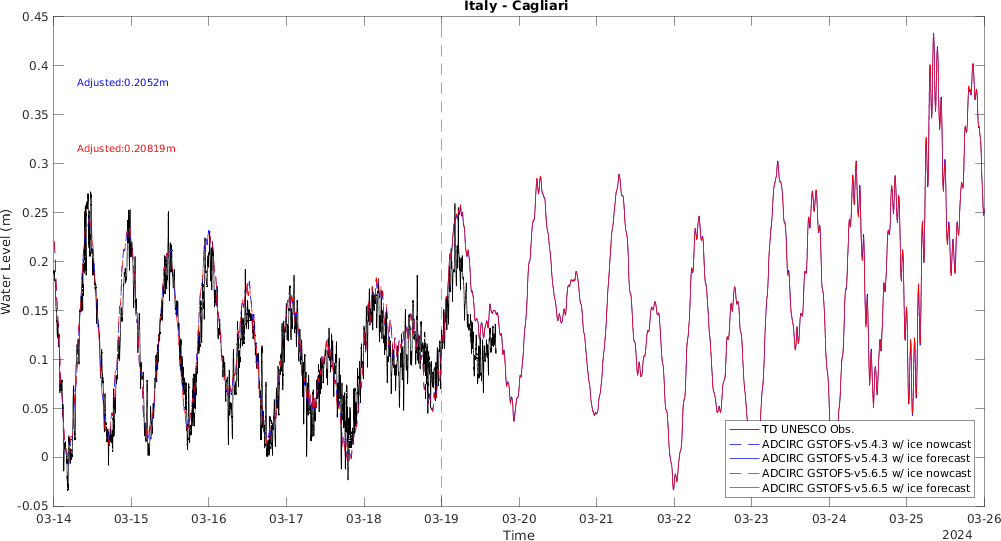 Italy - Cagliari
0.45
0.4
0.35
0.3
0.25
0.2
0.15
0.1
0.05
0
-0.05
Water Level (m)
Adjusted:0.2052m
Adjusted:0.20819m
TD UNESCO Obs.
ADCIRC GSTOFS-v5.4.3 w/ ice nowcast
ADCIRC GSTOFS-v5.4.3 w/ ice forecast
ADCIRC GSTOFS-v5.6.5 w/ ice nowcast
ADCIRC GSTOFS-v5.6.5 w/ ice forecast
03-14 03-15 03-16 03-17 03-18 03-19 03-20 03-21 03-22 03-23 03-24 03-25 03-26
Time
2024